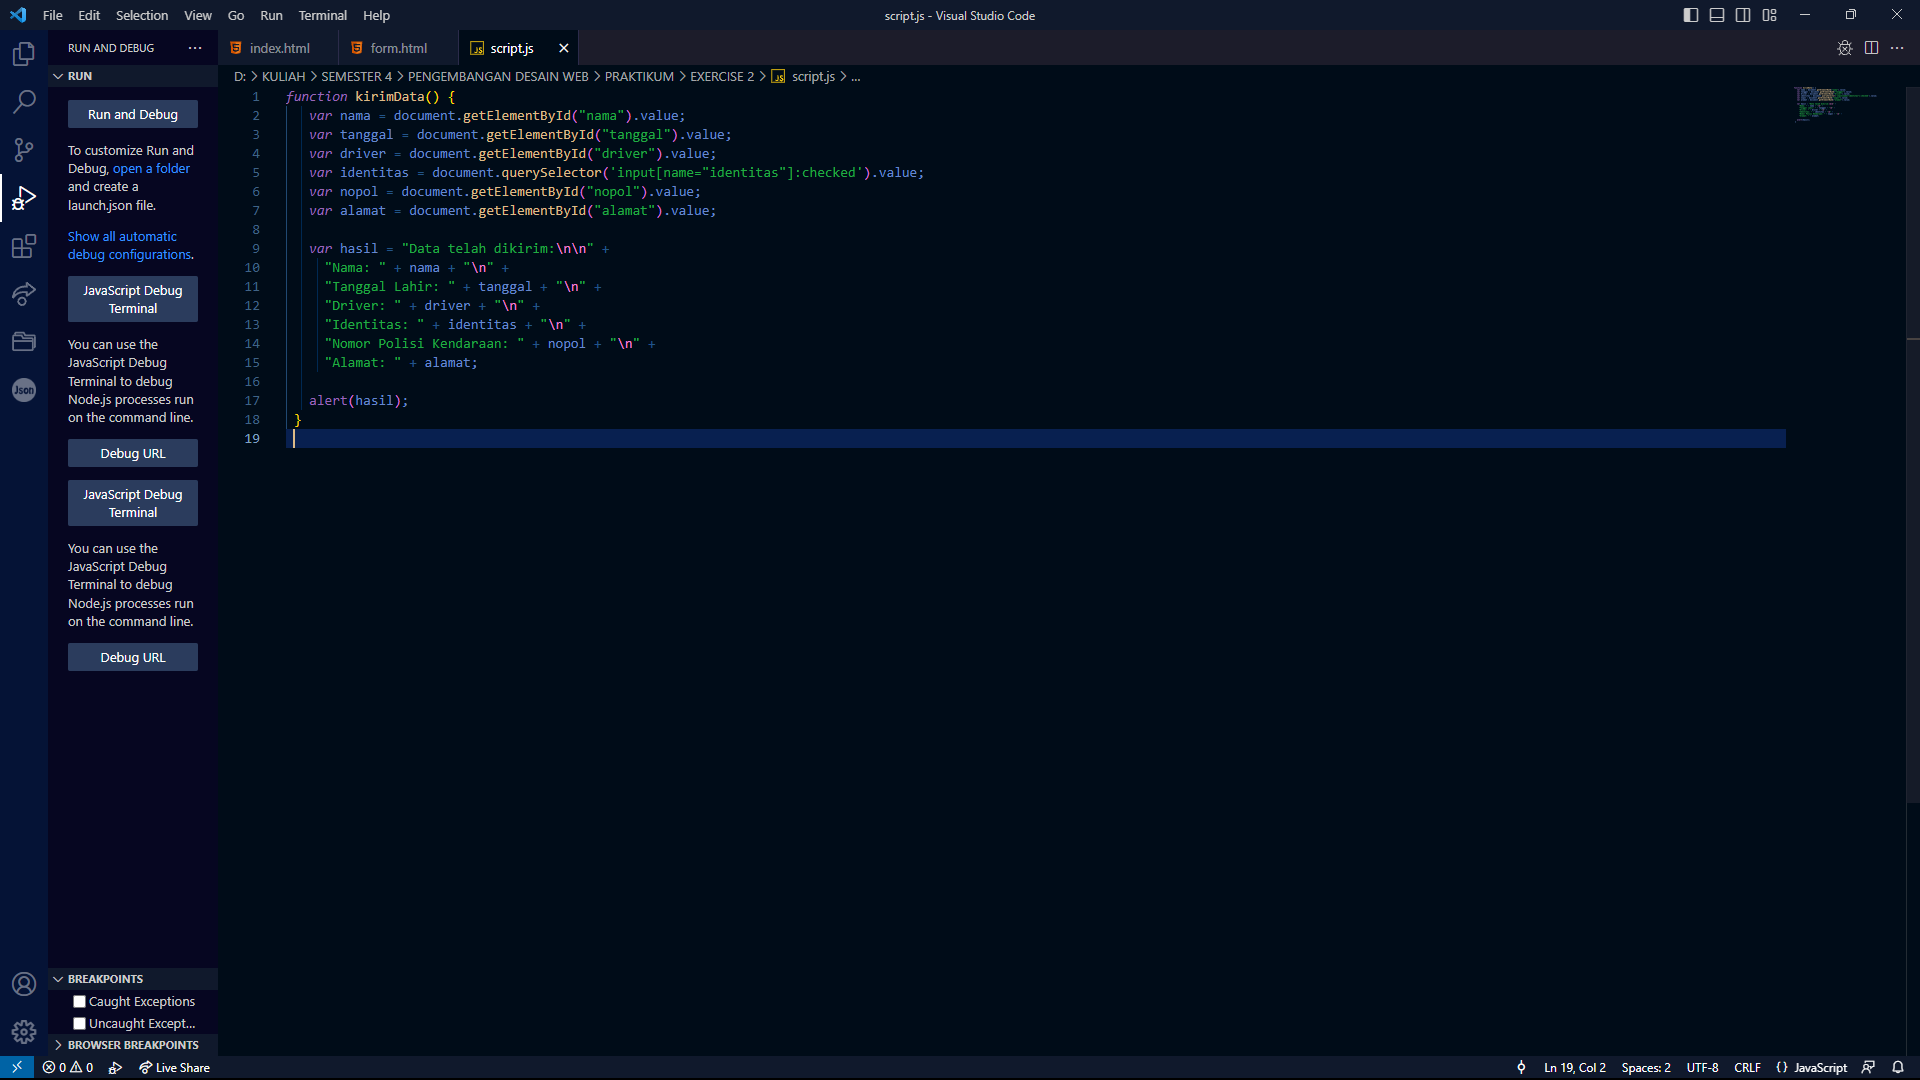 File Edit Selection View Go Run Terminal Help
script.js - Visual Studio Code
RUN AND DEBUG
index.html
form.html
script.js
RUN
D: > KULIAH > SEMESTER 4 > PENGEMBANGAN DESAIN WEB > PRAKTIKUM > EXERCISE 2 > JS script.js > ...
Run and Debug
To customize Run and
Debug, open a folder
and create a
launch.json file.
Show all automatic
debug configurations.
JavaScript Debug
Terminal
You can use the
JavaScript Debug
Terminal to debug
Node.js processes run
on the command line.
Debug URL
JavaScript Debug
Terminal
You can use the
JavaScript Debug
Terminal to debug
Node.js processes run
on the command line.
Debug URL
Json
1 function kirimData() {
2 var nama = document.getElementById("nama").value;
3 var tanggal = document.getElementById("tanggal").value;
4 var driver = document.getElementById("driver").value;
5 var identitas = document.querySelector('input[name="identitas"]:checked').value;
6 var nopol = document.getElementById("nopol").value;
7 var alamat = document.getElementById("alamat").value;
8
9 var hasil = "Data telah dikirim:\n\n" +
10 "Nama: " + nama + "\n" +
11 "Tanggal Lahir: " + tanggal + "\n" +
12 "Driver: " + driver + "\n" +
13 "Identitas: " + identitas + "\n" +
14 "Nomor Polisi Kendaraan: " + nopol + "\n" +
15 "Alamat: " + alamat;
16
17 alert(hasil);
18 }
19
BREAKPOINTS
Caught Exceptions
Uncaught Except...
BROWSER BREAKPOINTS
0 0 Live Share
Ln 19, Col 2 Spaces: 2 UTF-8 CRLF {} JavaScript